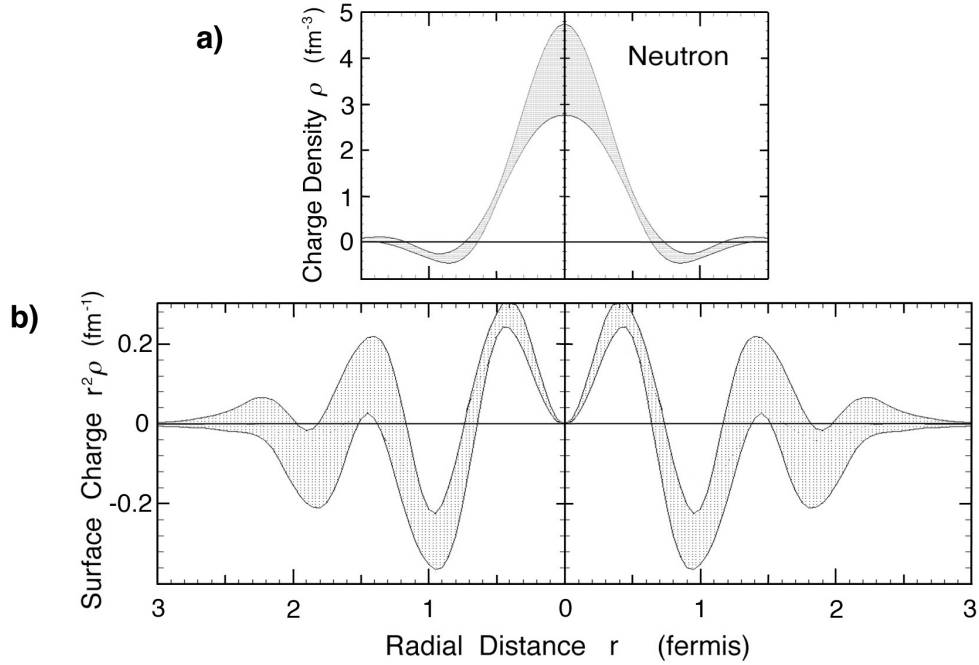 a)
Charge Density ρ (fm⁻³)
5
4
3
2
1
0
Neutron
b)
Surface Charge r²ρ (fm⁻¹)
0.2
0
-0.2
3 2 1 0 1 2 3
Radial Distance r (fermis)